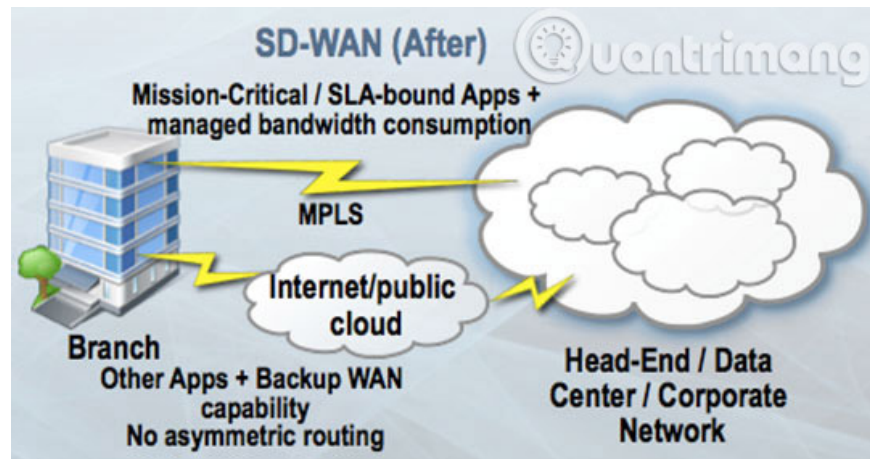 SD-WAN (After)
Quantrimang
Mission-Critical / SLA-bound Apps +
managed bandwidth consumption
MPLS
Internet/public
cloud
Branch
Other Apps + Backup WAN
capability
No asymmetric routing
Head-End / Data
Center / Corporate
Network